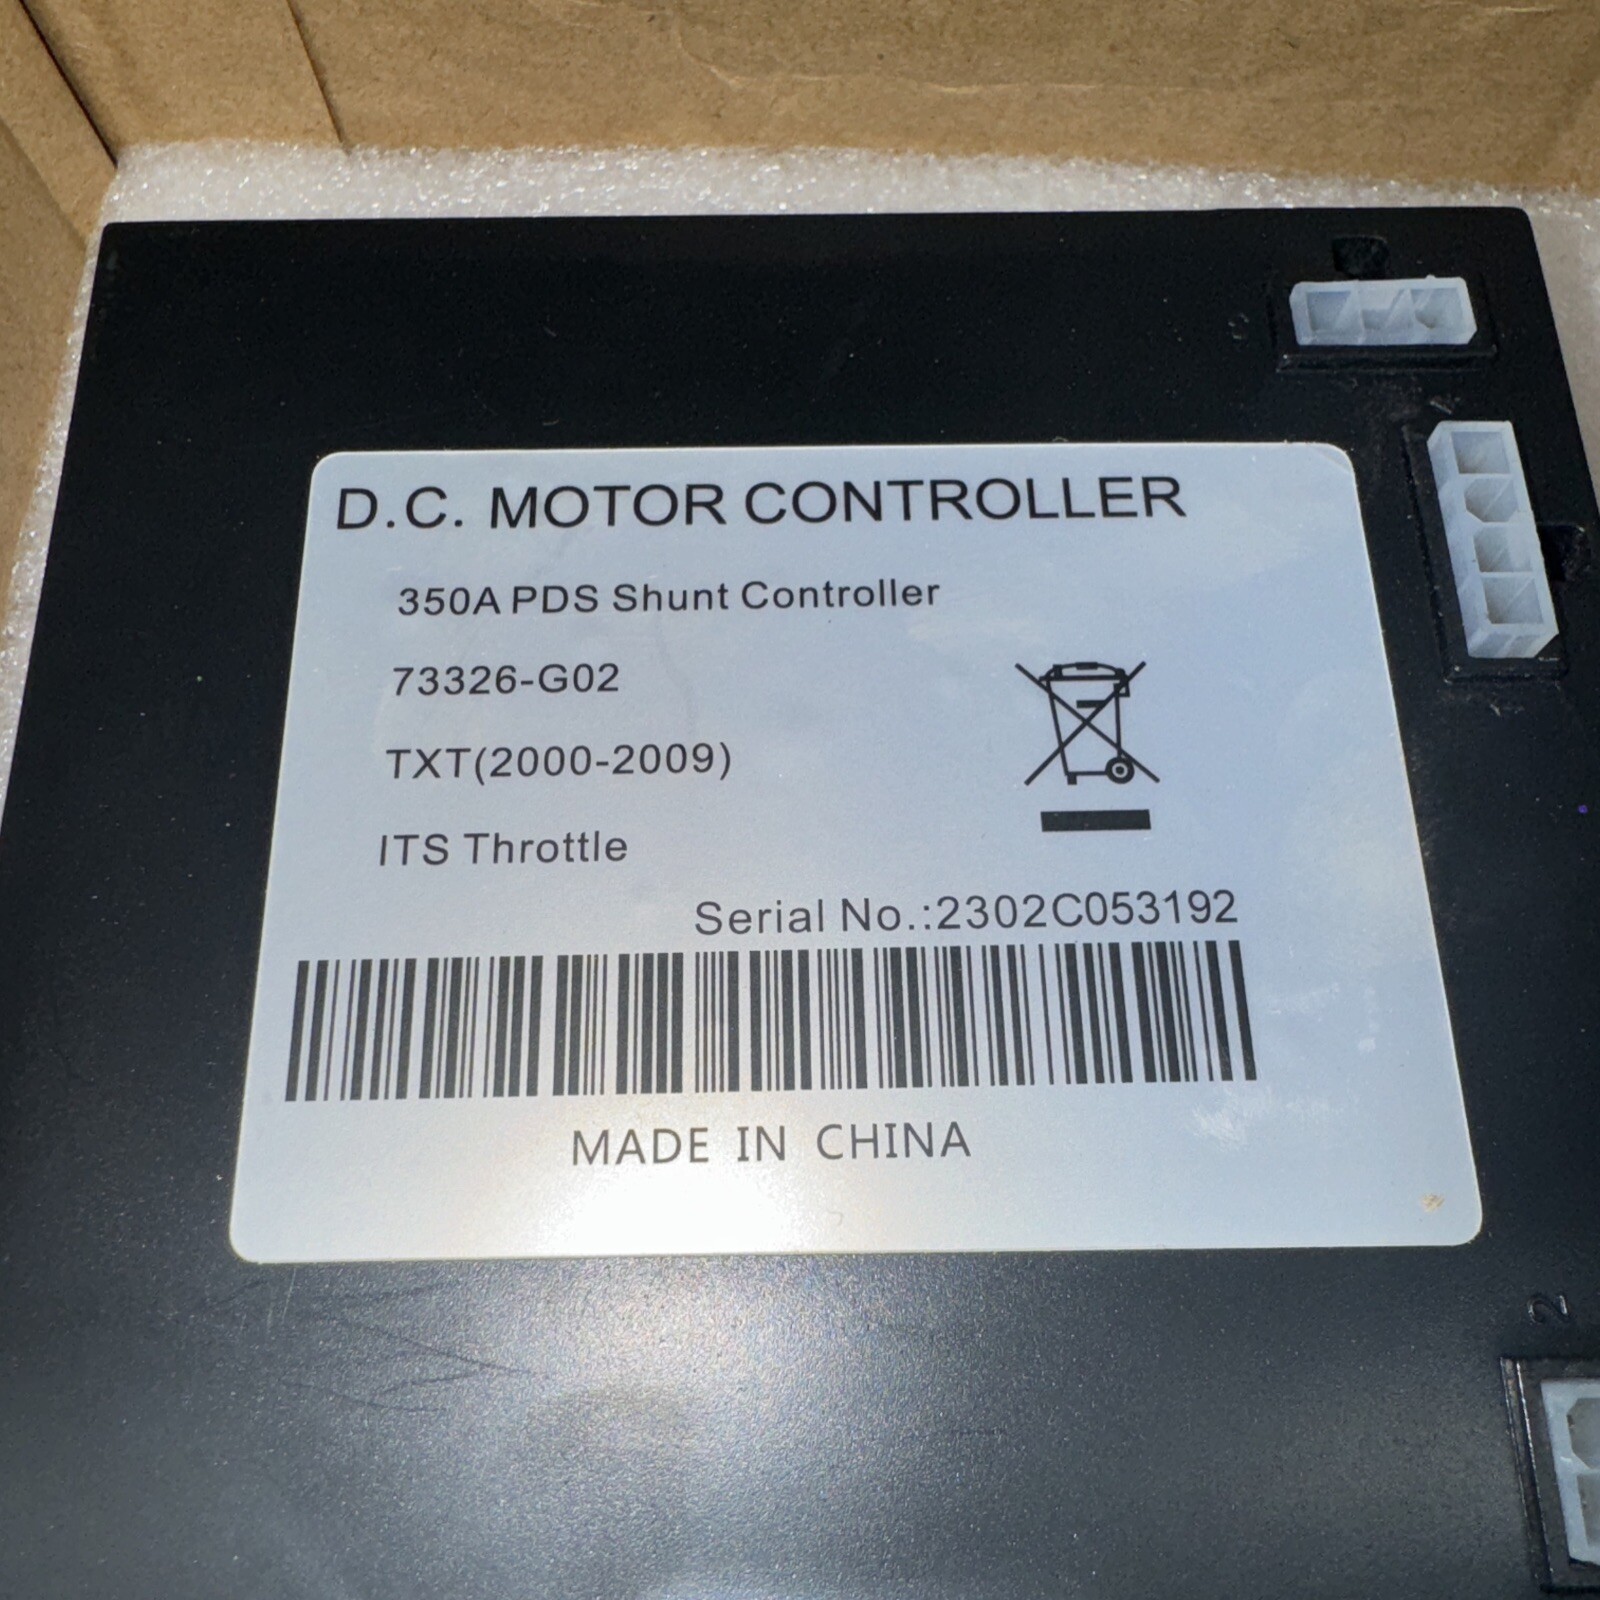 D.C. MOTOR CONTROLLER
350A PDS Shunt Controller
73326-G02
TXT(2000-2009)
ITS Throttle
Serial No.:2302C053192
MADE IN CHINA
2